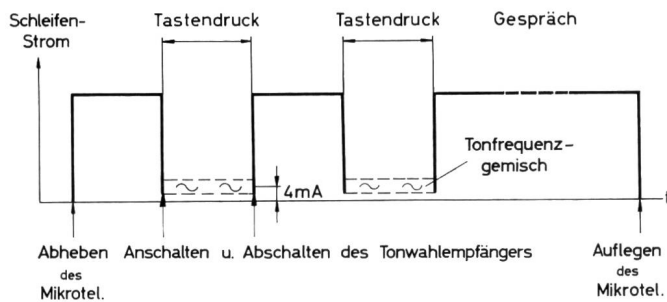 Schleifen-
Strom
Tastendruck
Tastendruck
Gespräch
Tonfrequenz-
gemisch
4mA
t
Abheben
des
Mikrotel.
Anschalten u. Abschalten des Tonwahlempfängers
Auflegen
des
Mikrotel.